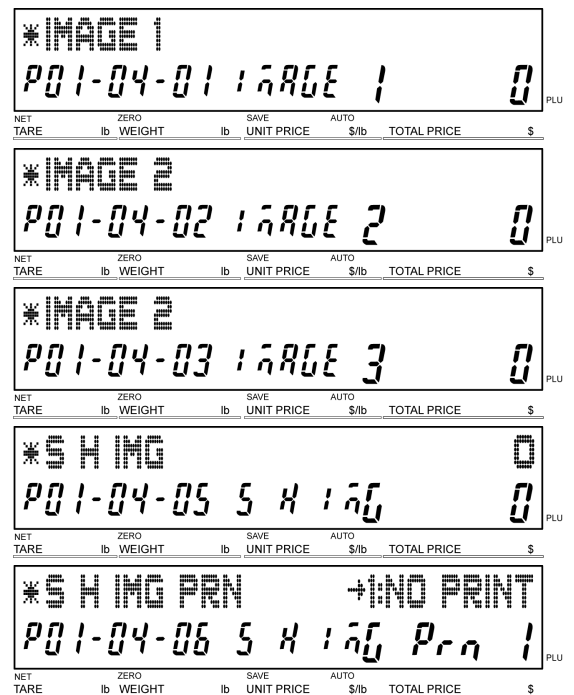 *IMAGE 1
P01-04-01 imAGE 1 0
PLU
NET ZERO SAVE AUTO
TARE lb WEIGHT lb UNIT PRICE $/lb TOTAL PRICE $
*IMAGE 2
P01-04-02 imAGE 2 0
PLU
NET ZERO SAVE AUTO
TARE lb WEIGHT lb UNIT PRICE $/lb TOTAL PRICE $
*IMAGE 2
P01-04-03 imAGE 3 0
PLU
NET ZERO SAVE AUTO
TARE lb WEIGHT lb UNIT PRICE $/lb TOTAL PRICE $
*S H IMG 0
P01-04-05 S H imG 0
PLU
NET ZERO SAVE AUTO
TARE lb WEIGHT lb UNIT PRICE $/lb TOTAL PRICE $
*S H IMG PRN →1:NO PRINT
P01-04-06 S H imG Prn 1
PLU
NET ZERO SAVE AUTO
TARE lb WEIGHT lb UNIT PRICE $/lb TOTAL PRICE $